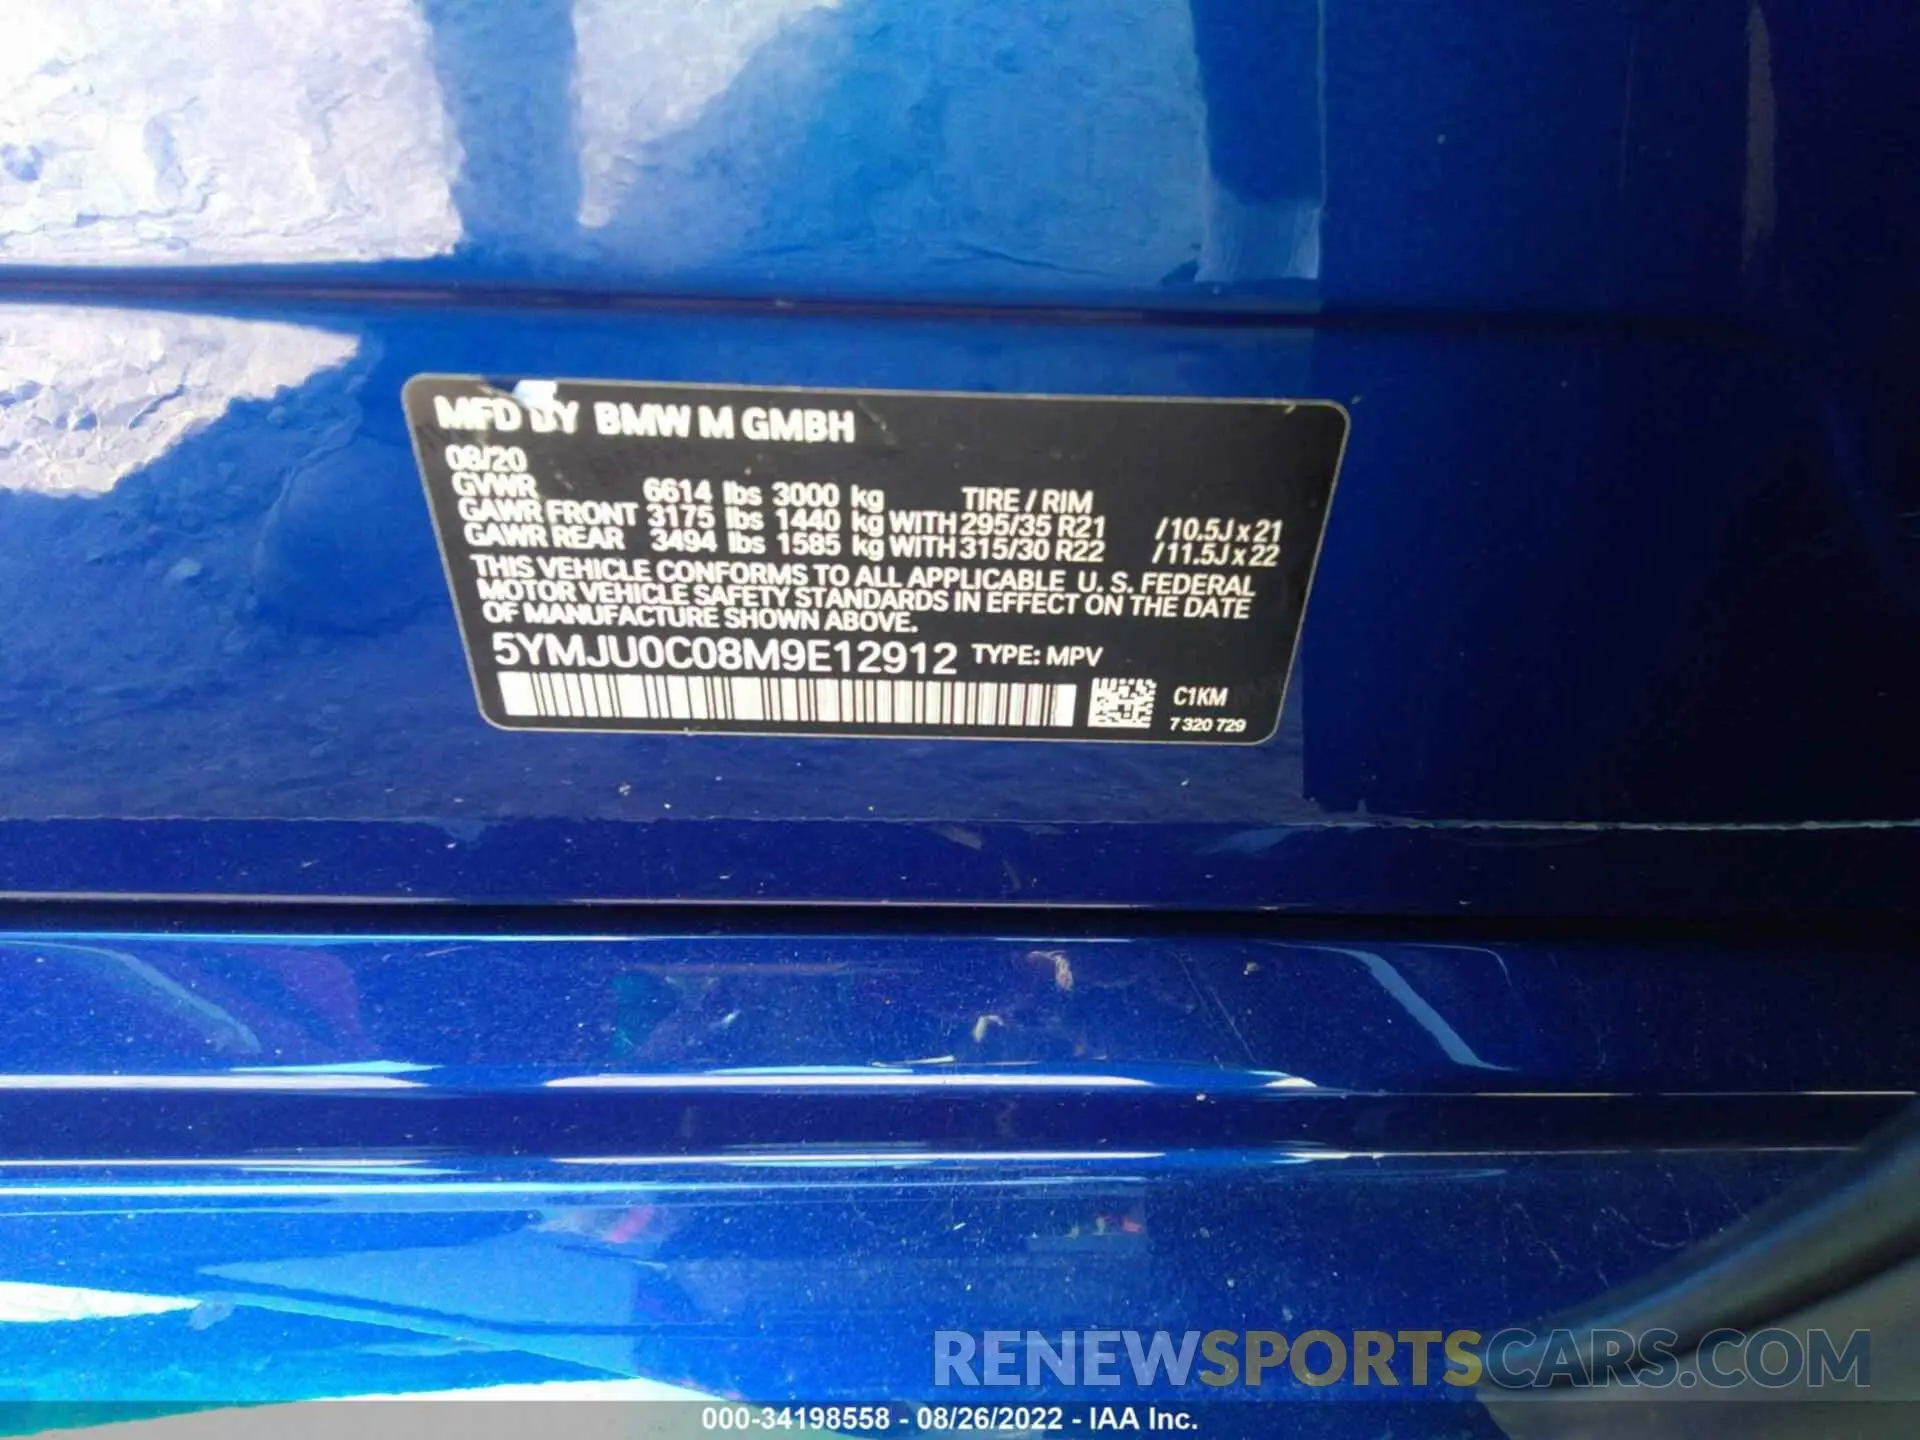 MFD BY BMW M GMBH
08/20
GVWR 6614 lbs 3000 kg TIRE / RIM
GAWR FRONT 3175 lbs 1440 kg WITH 295/35 R21 /10.5J x 21
GAWR REAR 3494 lbs 1585 kg WITH 315/30 R22 /11.5J x 22
THIS VEHICLE CONFORMS TO ALL APPLICABLE U. S. FEDERAL
MOTOR VEHICLE SAFETY STANDARDS IN EFFECT ON THE DATE
OF MANUFACTURE SHOWN ABOVE.
5YMJU0C08M9E12912 TYPE: MPV
C1KM
7 320 729
RENEWSPORTSCARS.COM
000-34198558 - 08/26/2022 - IAA Inc.